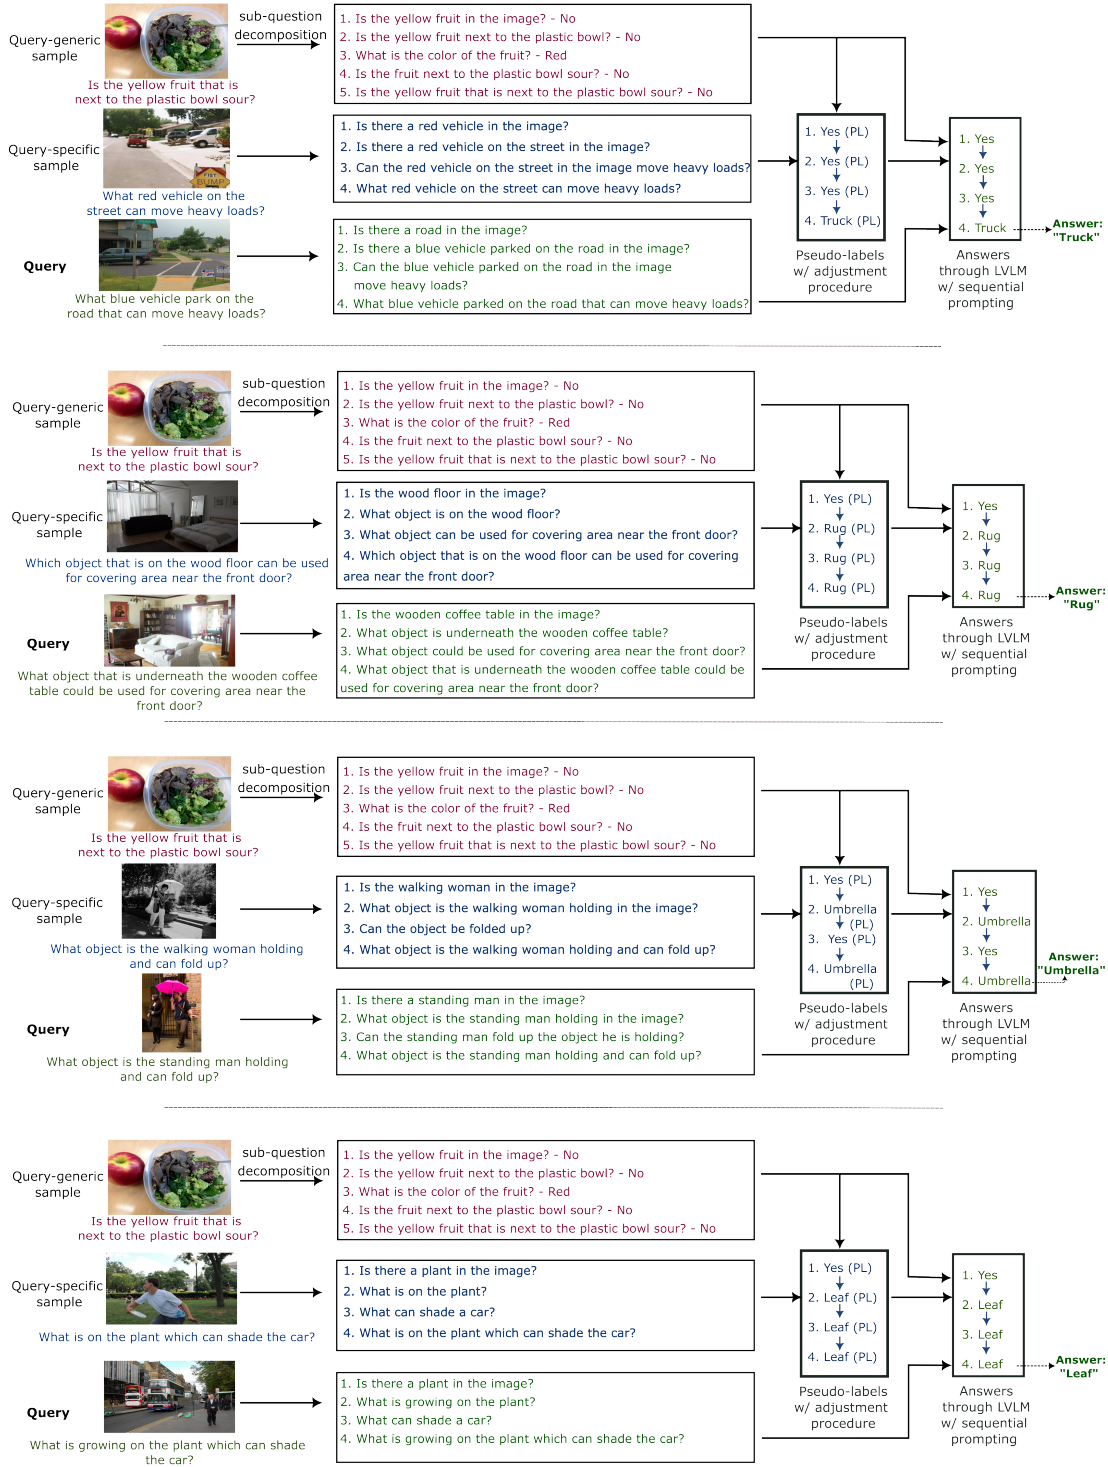 Query-generic
sample
sub-question
decomposition
Is the yellow fruit that is
next to the plastic bowl sour?
1. Is the yellow fruit in the image? - No
2. Is the yellow fruit next to the plastic bowl? - No
3. What is the color of the fruit? - Red
4. Is the fruit next to the plastic bowl sour? - No
5. Is the yellow fruit that is next to the plastic bowl sour? - No
Query-specific
sample
FIST
BUMP
What red vehicle on the
street can move heavy loads?
1. Is there a red vehicle in the image?
2. Is there a red vehicle on the street in the image?
3. Can the red vehicle on the street in the image move heavy loads?
4. What red vehicle on the street can move heavy loads?
Query
What blue vehicle park on the
road that can move heavy loads?
1. Is there a road in the image?
2. Is there a blue vehicle parked on the road in the image?
3. Can the blue vehicle parked on the road in the image
move heavy loads?
4. What blue vehicle parked on the road that can move heavy loads?
1. Yes (PL)
2. Yes (PL)
3. Yes (PL)
4. Truck (PL)
Pseudo-labels
w/ adjustment
procedure
1. Yes
2. Yes
3. Yes
4. Truck
Answers
through LVLM
w/ sequential
prompting
Answer:
"Truck"
Query-generic
sample
sub-question
decomposition
Is the yellow fruit that is
next to the plastic bowl sour?
1. Is the yellow fruit in the image? - No
2. Is the yellow fruit next to the plastic bowl? - No
3. What is the color of the fruit? - Red
4. Is the fruit next to the plastic bowl sour? - No
5. Is the yellow fruit that is next to the plastic bowl sour? - No
Query-specific
sample
Which object that is on the wood floor can be used
for covering area near the front door?
1. Is the wood floor in the image?
2. What object is on the wood floor?
3. What object can be used for covering area near the front door?
4. Which object that is on the wood floor can be used for covering
area near the front door?
Query
What object that is underneath the wooden coffee
table could be used for covering area near the
front door?
1. Is the wooden coffee table in the image?
2. What object is underneath the wooden coffee table?
3. What object could be used for covering area near the front door?
4. What object that is underneath the wooden coffee table could be
used for covering area near the front door?
1. Yes (PL)
2. Rug (PL)
3. Rug (PL)
4. Rug (PL)
Pseudo-labels
w/ adjustment
procedure
1. Yes
2. Rug
3. Rug
4. Rug
Answers
through LVLM
w/ sequential
prompting
Answer:
"Rug"
Query-generic
sample
sub-question
decomposition
Is the yellow fruit that is
next to the plastic bowl sour?
1. Is the yellow fruit in the image? - No
2. Is the yellow fruit next to the plastic bowl? - No
3. What is the color of the fruit? - Red
4. Is the fruit next to the plastic bowl sour? - No
5. Is the yellow fruit that is next to the plastic bowl sour? - No
Query-specific
sample
What object is the walking woman holding
and can fold up?
1. Is the walking woman in the image?
2. What object is the walking woman holding in the image?
3. Can the object be folded up?
4. What object is the walking woman holding and can fold up?
Query
What object is the standing man holding
and can fold up?
1. Is there a standing man in the image?
2. What object is the standing man holding in the image?
3. Can the standing man fold up the object he is holding?
4. What object is the standing man holding and can fold up?
1. Yes (PL)
2. Umbrella
(PL)
3. Yes (PL)
4. Umbrella
(PL)
Pseudo-labels
w/ adjustment
procedure
1. Yes
2. Umbrella
3. Yes
4. Umbrella
Answers
through LVLM
w/ sequential
prompting
Answer:
"Umbrella"
Query-generic
sample
sub-question
decomposition
Is the yellow fruit that is
next to the plastic bowl sour?
1. Is the yellow fruit in the image? - No
2. Is the yellow fruit next to the plastic bowl? - No
3. What is the color of the fruit? - Red
4. Is the fruit next to the plastic bowl sour? - No
5. Is the yellow fruit that is next to the plastic bowl sour? - No
Query-specific
sample
What is on the plant which can shade the car?
1. Is there a plant in the image?
2. What is on the plant?
3. What can shade a car?
4. What is on the plant which can shade the car?
Query
What is growing on the plant which can shade
the car?
1. Is there a plant in the image?
2. What is growing on the plant?
3. What can shade a car?
4. What is growing on the plant which can shade the car?
1. Yes (PL)
2. Leaf (PL)
3. Leaf (PL)
4. Leaf (PL)
Pseudo-labels
w/ adjustment
procedure
1. Yes
2. Leaf
3. Leaf
4. Leaf
Answers
through LVLM
w/ sequential
prompting
Answer:
"Leaf"